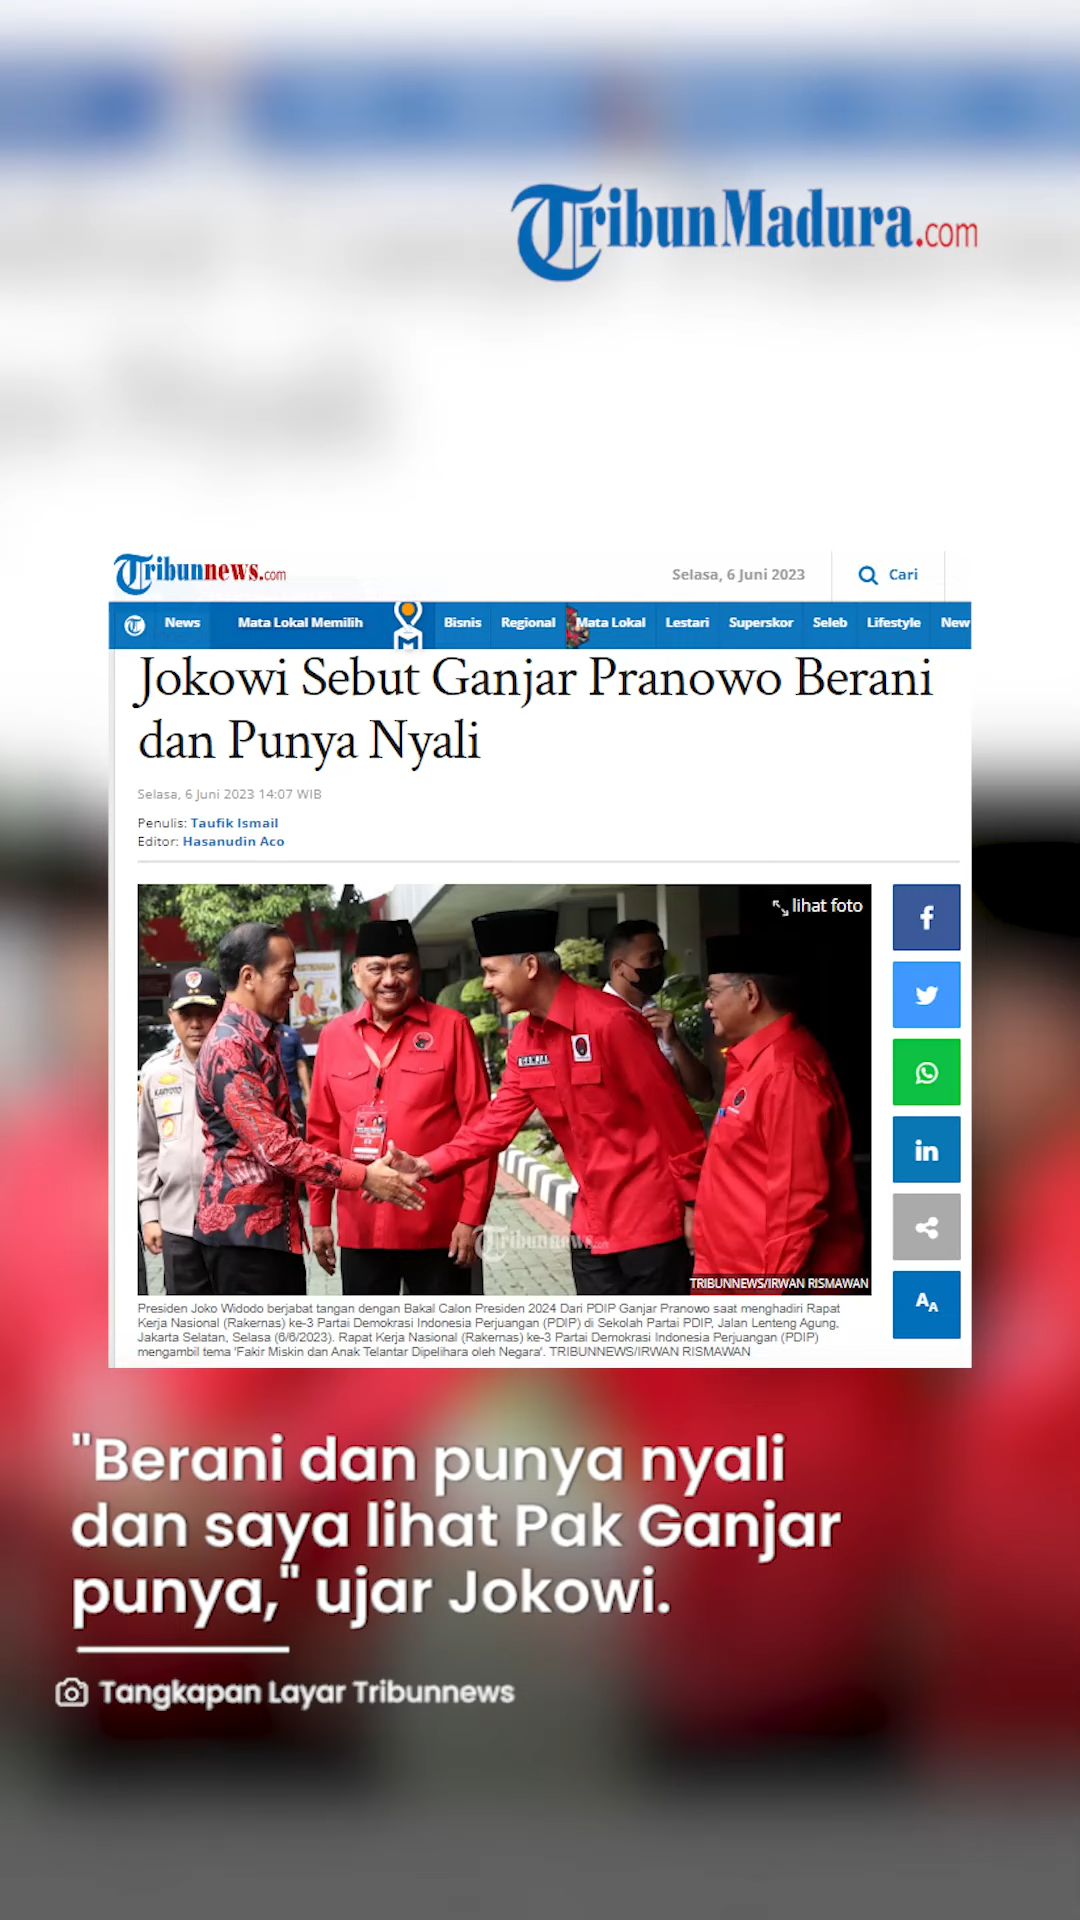 TribunMadura.com
Tribunnews.com
Selasa, 6 Juni 2023
Cari
News
Mata Lokal Memilih
Bisnis
Regional
Mata Lokal
Lestari
Superskor
Seleb
Lifestyle
New
Jokowi Sebut Ganjar Pranowo Berani
dan Punya Nyali
Selasa, 6 Juni 2023 14:07 WIB
Penulis: Taufik Ismail
Editor: Hasanudin Aco
lihat foto
KARYOTO
GANJAR
Tribunnews.com
TRIBUNNEWS/IRWAN RISMAWAN
Presiden Joko Widodo berjabat tangan dengan Bakal Calon Presiden 2024 Dari PDIP Ganjar Pranowo saat menghadiri Rapat
Kerja Nasional (Rakernas) ke-3 Partai Demokrasi Indonesia Perjuangan (PDIP) di Sekolah Partai PDIP, Jalan Lenteng Agung,
Jakarta Selatan, Selasa (6/6/2023). Rapat Kerja Nasional (Rakernas) ke-3 Partai Demokrasi Indonesia Perjuangan (PDIP)
mengambil tema 'Fakir Miskin dan Anak Telantar Dipelihara oleh Negara'. TRIBUNNEWS/IRWAN RISMAWAN
"Berani dan punya nyali
dan saya lihat Pak Ganjar
punya," ujar Jokowi.
Tangkapan Layar Tribunnews